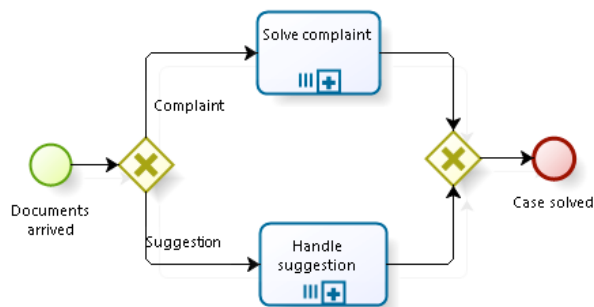 Solve complaint
Complaint
Documents
arrived
Case solved
Suggestion
Handle
suggestion